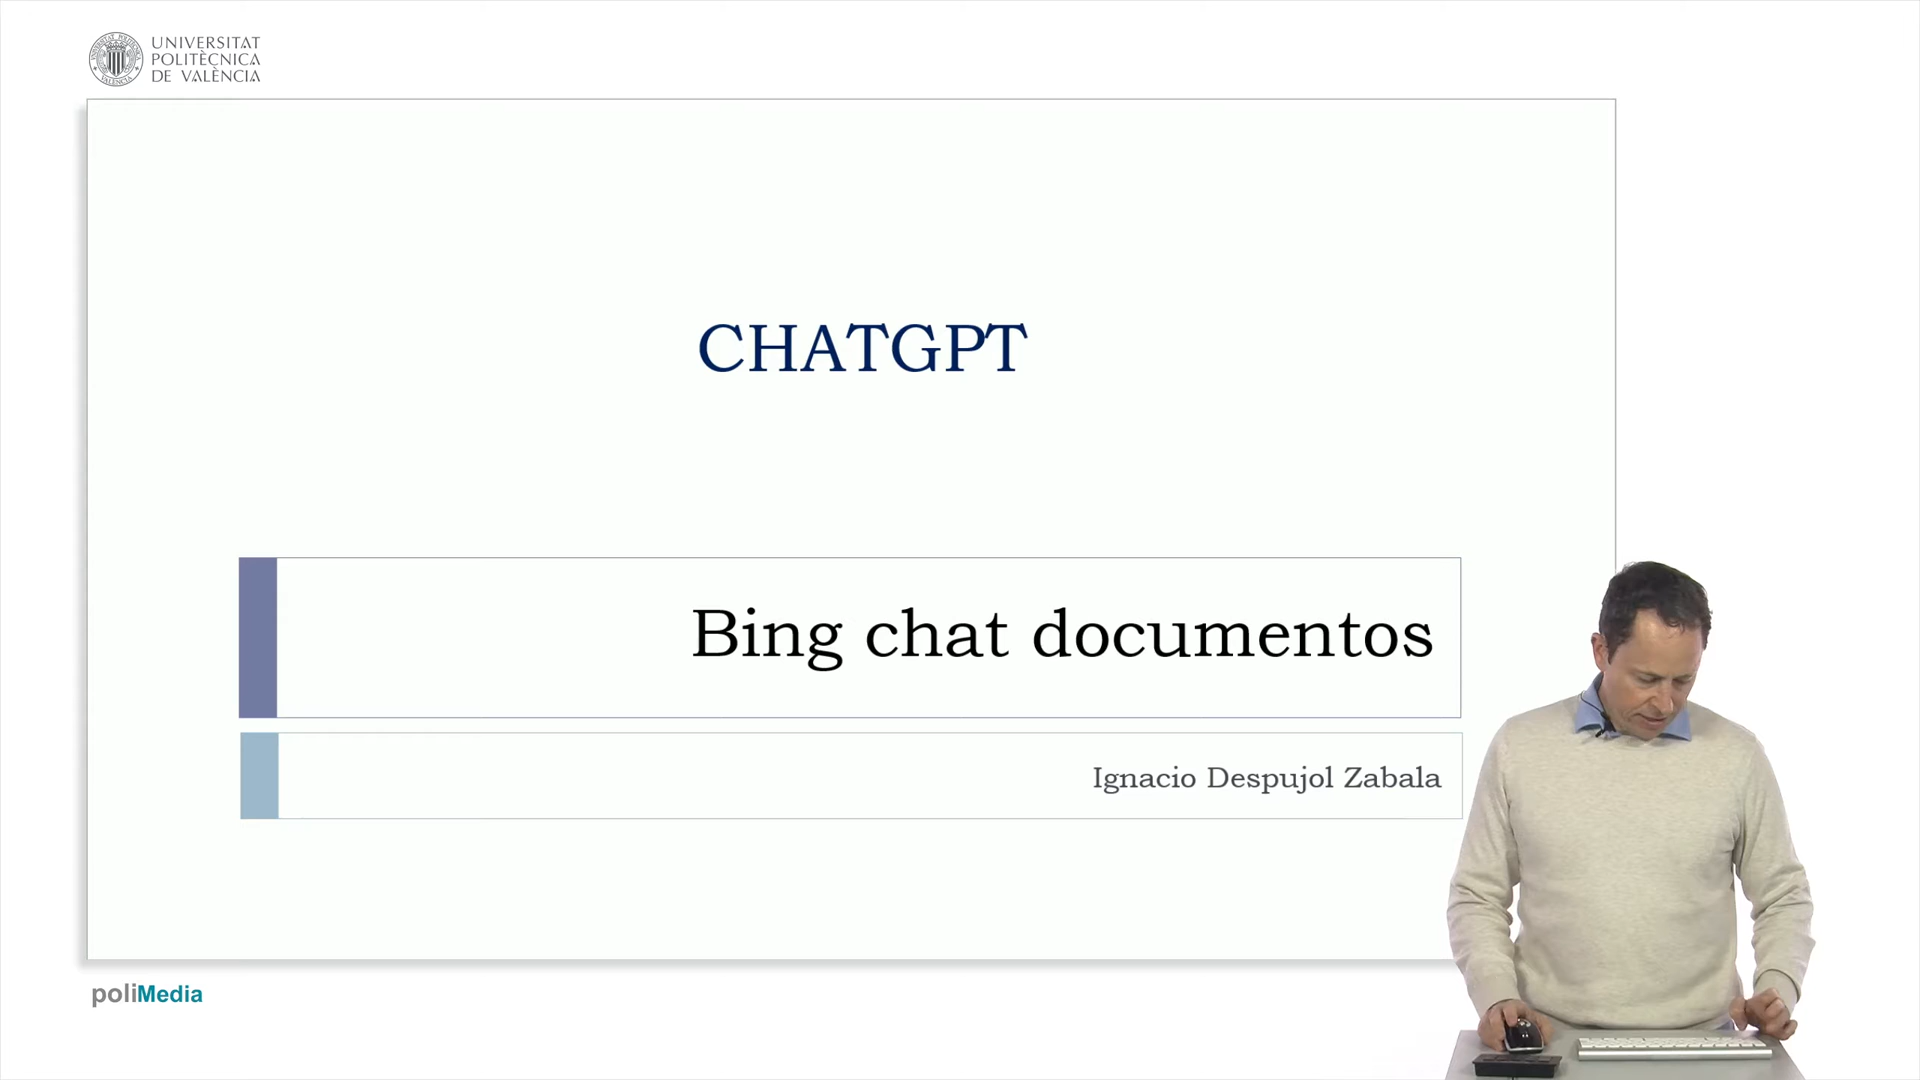 UNIVERSITAT
POLITÈCNICA
DE VALÈNCIA
CHATGPT
Bing chat documentos
Ignacio Despujol Zabala
poliMedia